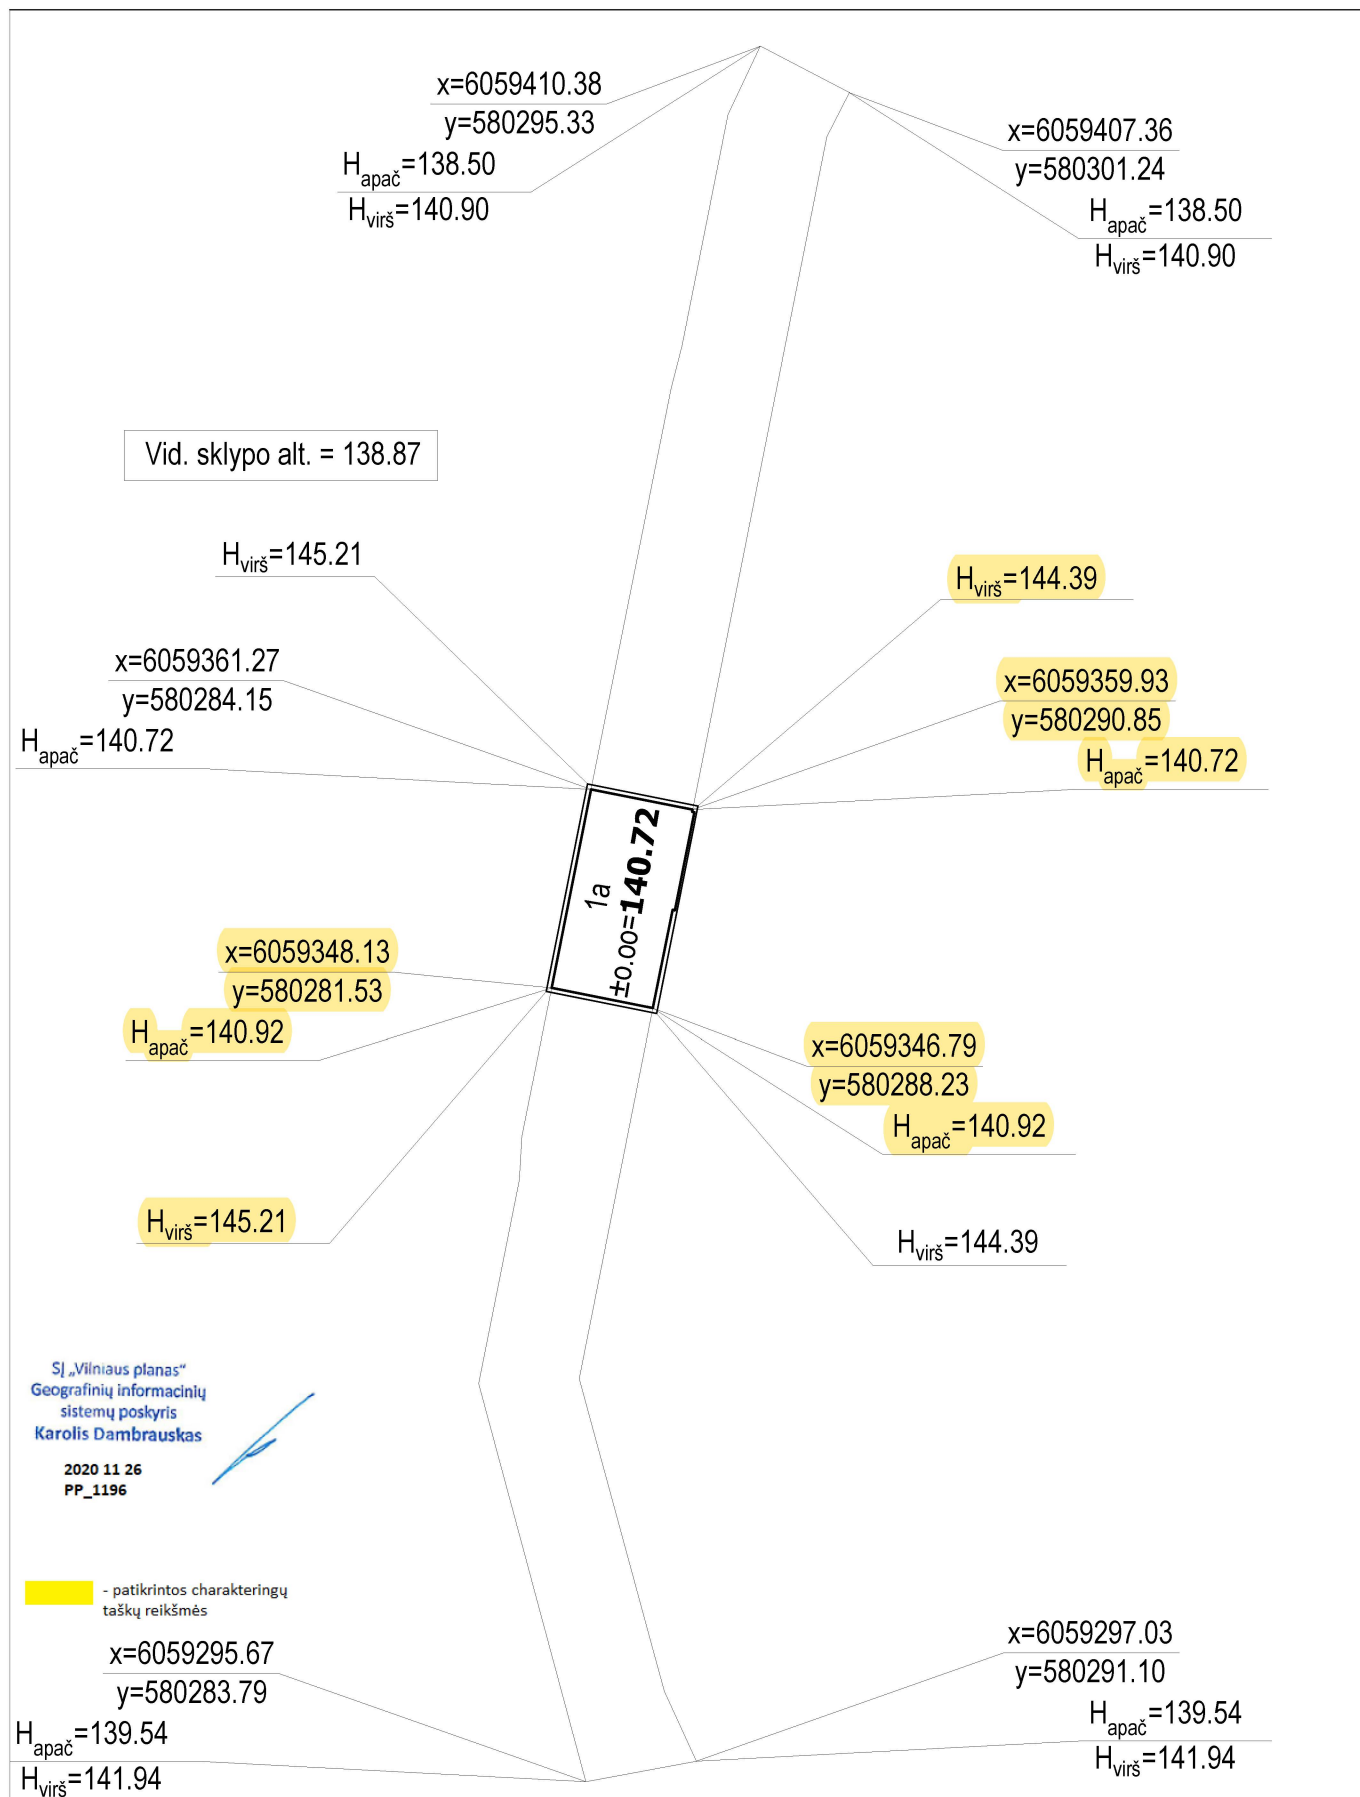 x=6059410.38
y=580295.33
Hapač=138.50
Hvirš=140.90
x=6059407.36
y=580301.24
Hapač=138.50
Hvirš=140.90
Vid. sklypo alt. = 138.87
Hvirš=145.21
x=6059361.27
y=580284.15
Hapač=140.72
Hvirš=144.39
x=6059359.93
y=580290.85
Hapač=140.72
1a
±0.00=140.72
x=6059348.13
y=580281.53
Hapač=140.92
Hvirš=145.21
x=6059346.79
y=580288.23
Hapač=140.92
Hvirš=144.39
SĮ „Vilniaus planas“
Geografinių informacinių
sistemų poskyris
Karolis Dambrauskas
2020 11 26
PP_1196
- patikrintos charakteringų
taškų reikšmės
x=6059295.67
y=580283.79
Hapač=139.54
Hvirš=141.94
x=6059297.03
y=580291.10
Hapač=139.54
Hvirš=141.94